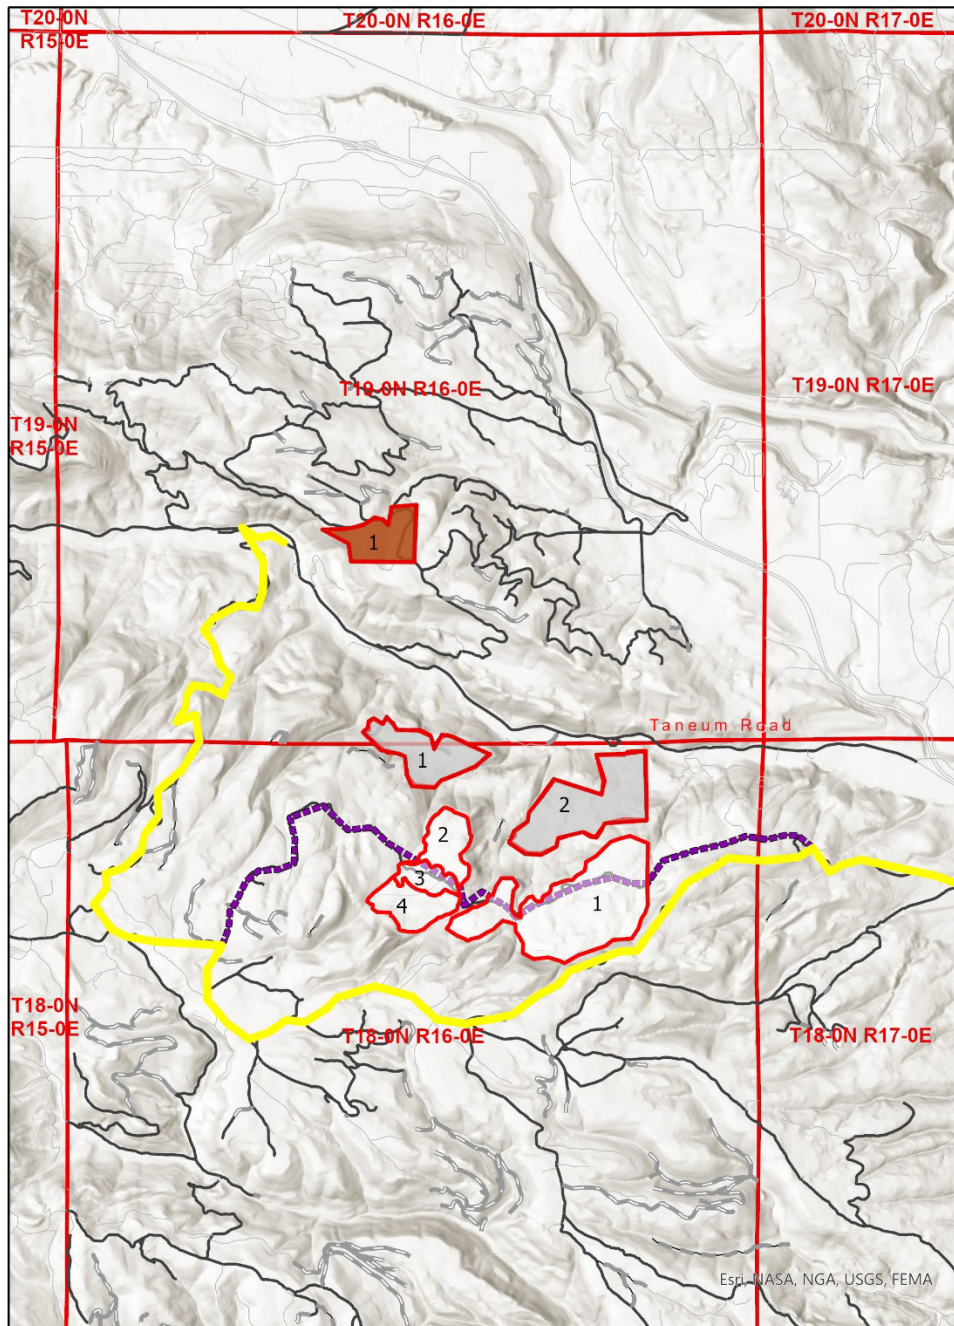 T20-0N
R15-0E
T20-0N R16-0E
T20-0N R17-0E
T19-0N R16-0E
T19-0N R17-0E
T19-0N
R15-0E
1
Taneum Road
1
2
2
3
4
1
T18-0N
R15-0E
T18-0N R16-0E
T18-0N R17-0E
Esri, NASA, NGA, USGS, FEMA